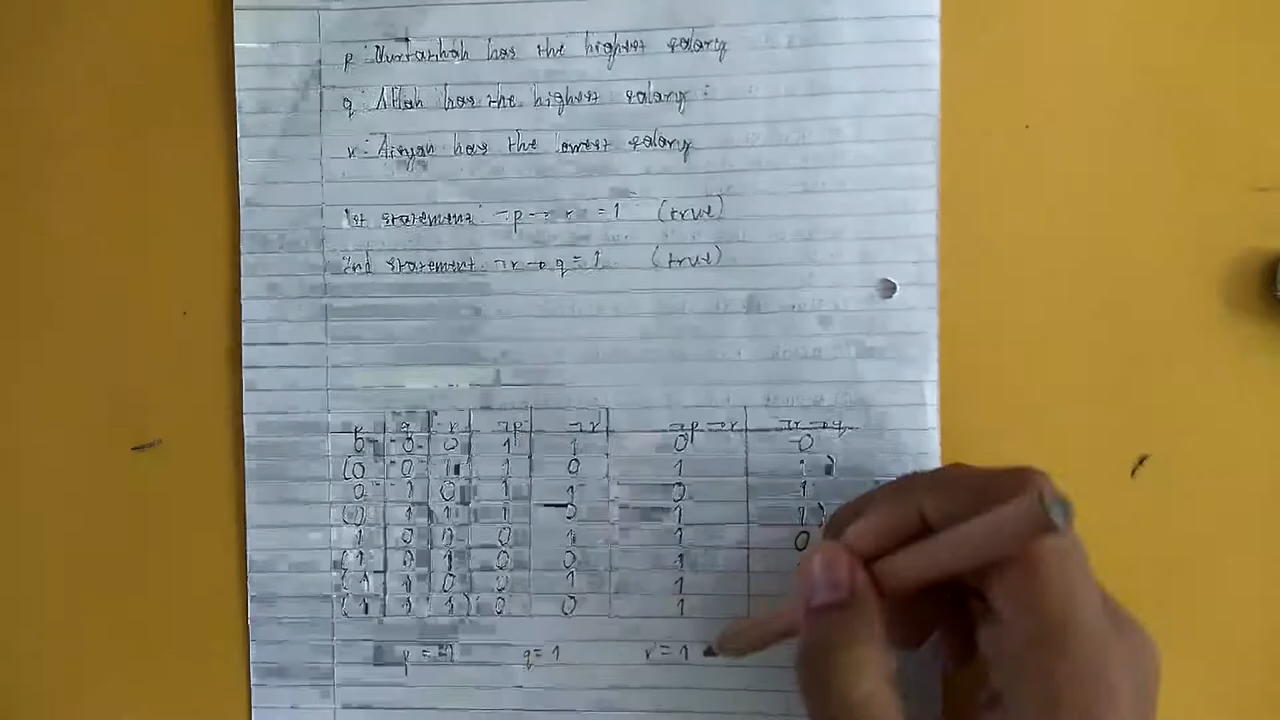 p : has the highest salary
q : has the highest salary :
r : Aisyah has the lowest salary
1st statement : ¬p → r = 1 (true)
2nd statement : ¬r → q = 1 (true)
p q r ¬p ¬r ¬p → r ¬r → q
0 0 0 1 1 0 0
(0 0 1 1 0 1 1)
0 1 0 1 1 0 1
(0 1 1 1 0 1 1)
1 0 0 0 1 1 0
(1 0 1 0 0 1
(1 1 0 0 1 1
(1 1 1) 0 0 1
p = 1 q = 1 r = 1